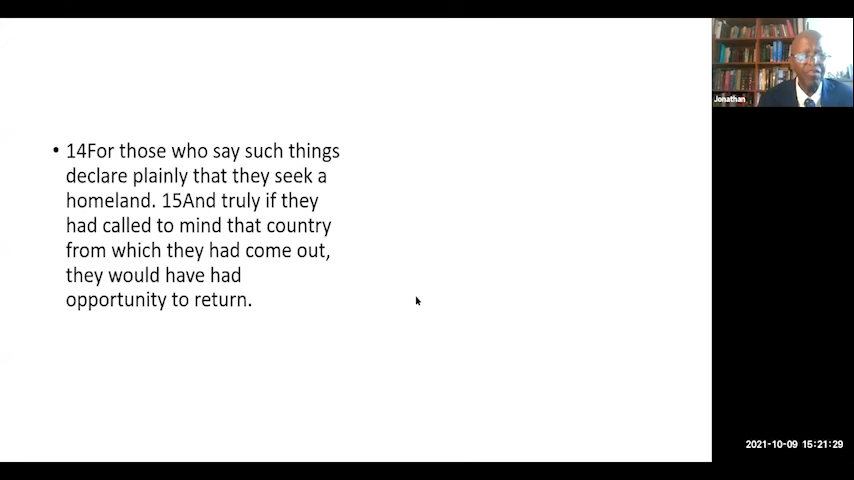 • 14For those who say such things
declare plainly that they seek a
homeland. 15And truly if they
had called to mind that country
from which they had come out,
they would have had
opportunity to return.
Jonathan
2021-10-09 15:21:29